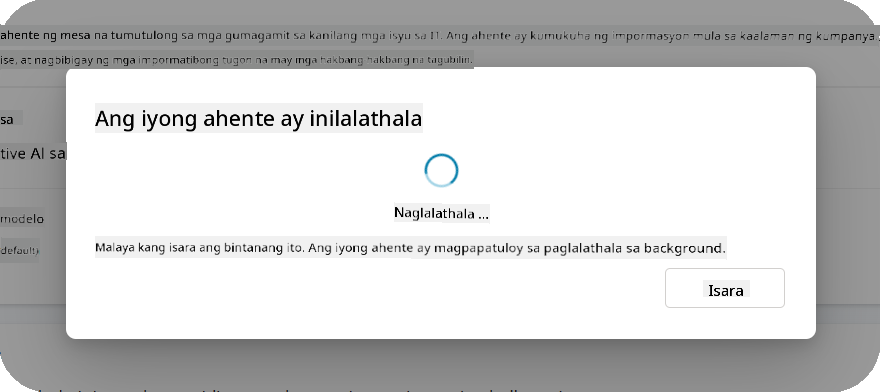 ahente ng mesa na tumutulong sa mga gumagamit sa kanilang mga isyu sa IT. Ang ahente ay kumukuha ng impormasyon mula sa kaalaman ng kumpanya
ise, at nagbibigay ng mga impormatibong tugon na may mga hakbang hakbang na tagubilin.
Ang iyong ahente ay inilalathala
sa
tive AI sa
Naglalathala ...
modelo
default)
Malaya kang isara ang bintanang ito. Ang iyong ahente ay magpapatuloy sa paglalathala sa background.
Isara